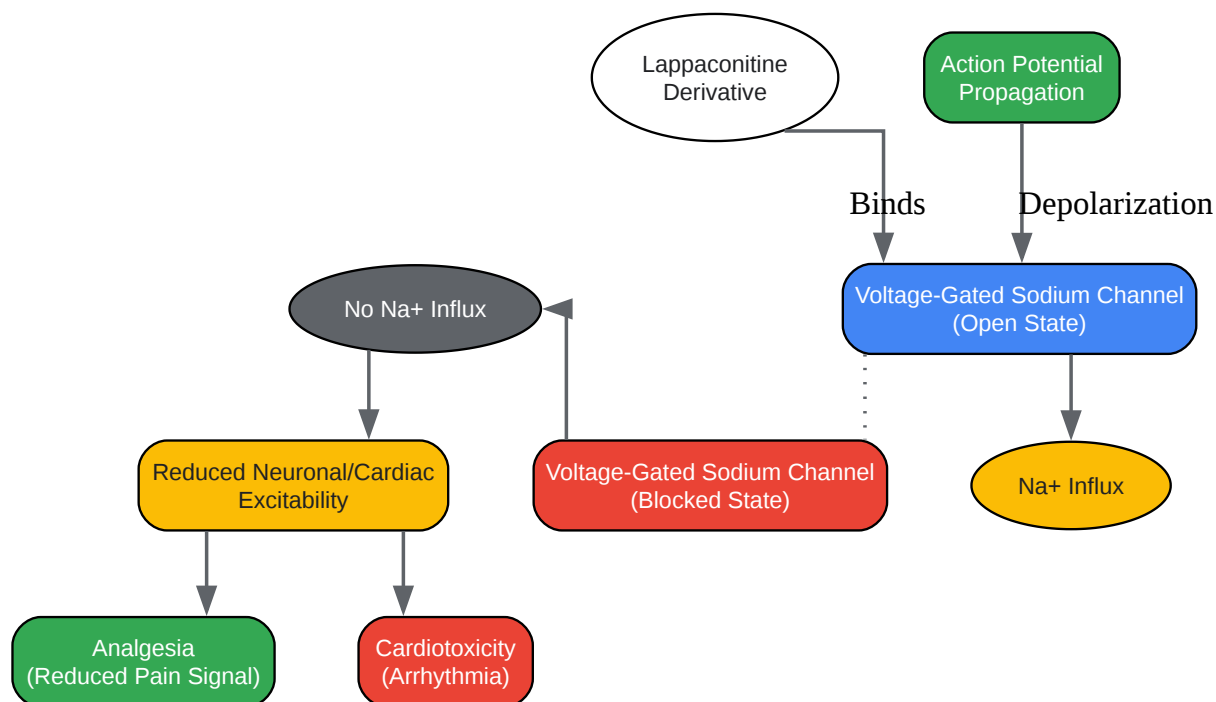 Lappaconitine
Derivative
Action Potential
Propagation
Binds
Depolarization
Voltage-Gated Sodium Channel
(Open State)
No Na+ Influx
Reduced Neuronal/Cardiac
Excitability
Voltage-Gated Sodium Channel
(Blocked State)
Na+ Influx
Analgesia
(Reduced Pain Signal)
Cardiotoxicity
(Arrhythmia)